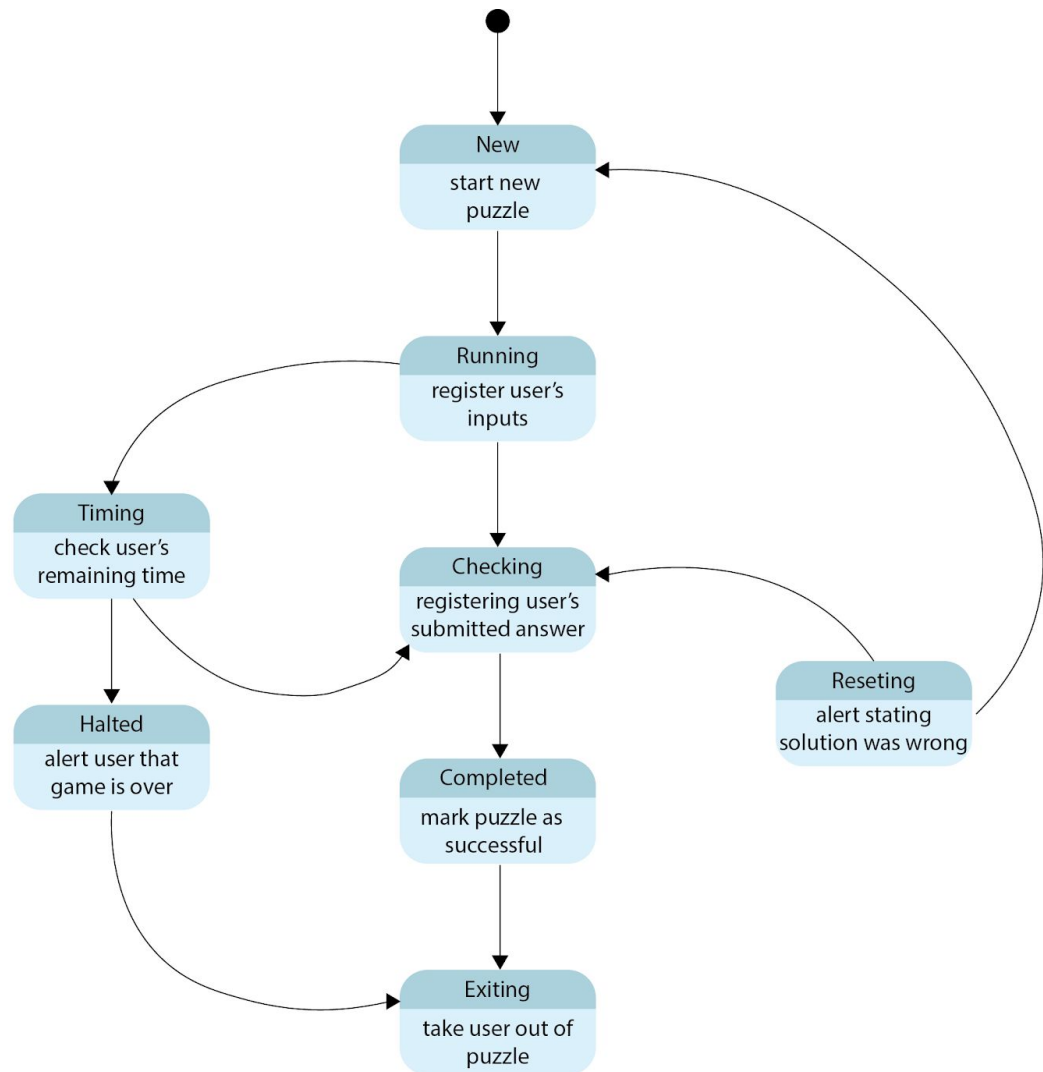 New
start new
puzzle
Running
register user’s
inputs
Timing
check user’s
remaining time
Checking
registering user’s
submitted answer
Reseting
alert stating
solution was wrong
Halted
alert user that
game is over
Completed
mark puzzle as
successful
Exiting
take user out of
puzzle